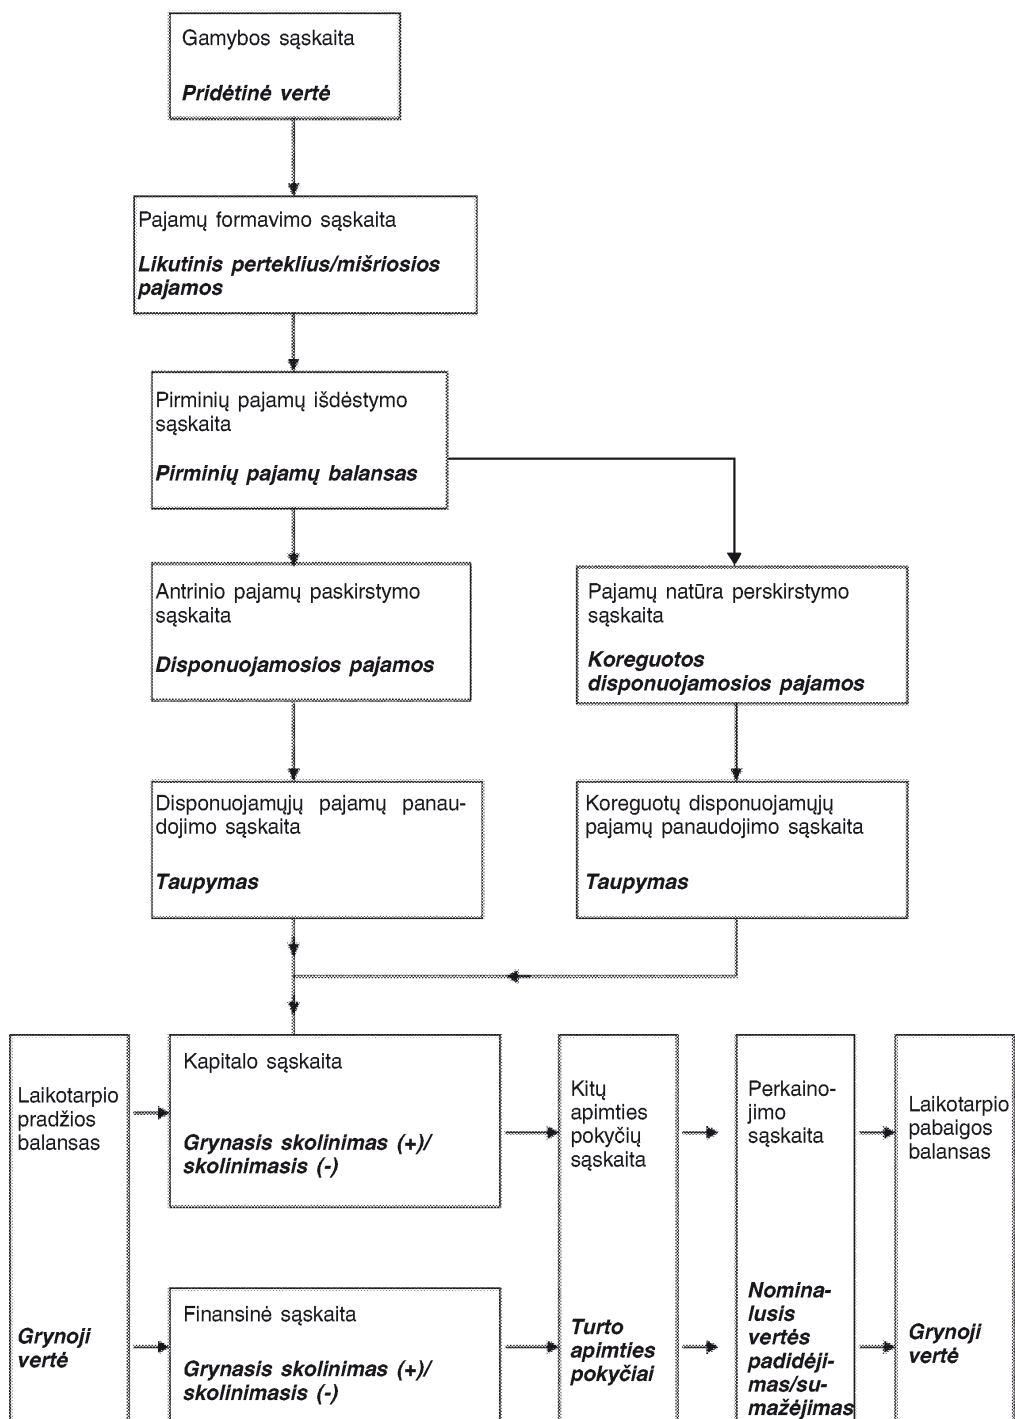 Gamybos sąskaita
Pridėtinė vertė
Pajamų formavimo sąskaita
Likutinis perteklius/mišriosios
pajamos
Pirminių pajamų išdėstymo
sąskaita
Pirminių pajamų balansas
Antrinio pajamų paskirstymo
sąskaita
Disponuojamosios pajamos
Pajamų natūra perskirstymo
sąskaita
Koreguotos
disponuojamosios pajamos
Disponuojamųjų pajamų panau-
dojimo sąskaita
Taupymas
Koreguotų disponuojamųjų
pajamų panaudojimo sąskaita
Taupymas
Laikotarpio
pradžios
balansas
Grynoji
vertė
Kapitalo sąskaita
Grynasis skolinimas (+)/
skolinimasis (-)
Finansinė sąskaita
Grynasis skolinimas (+)/
skolinimasis (-)
Kitų
apimties
pokyčių
sąskaita
Turto
apimties
pokyčiai
Perkaino-
jimo
sąskaita
Nomina-
lusis
vertės
padidėji-
mas/su-
mažėjimas
Laikotarpio
pabaigos
balansas
Grynoji
vertė